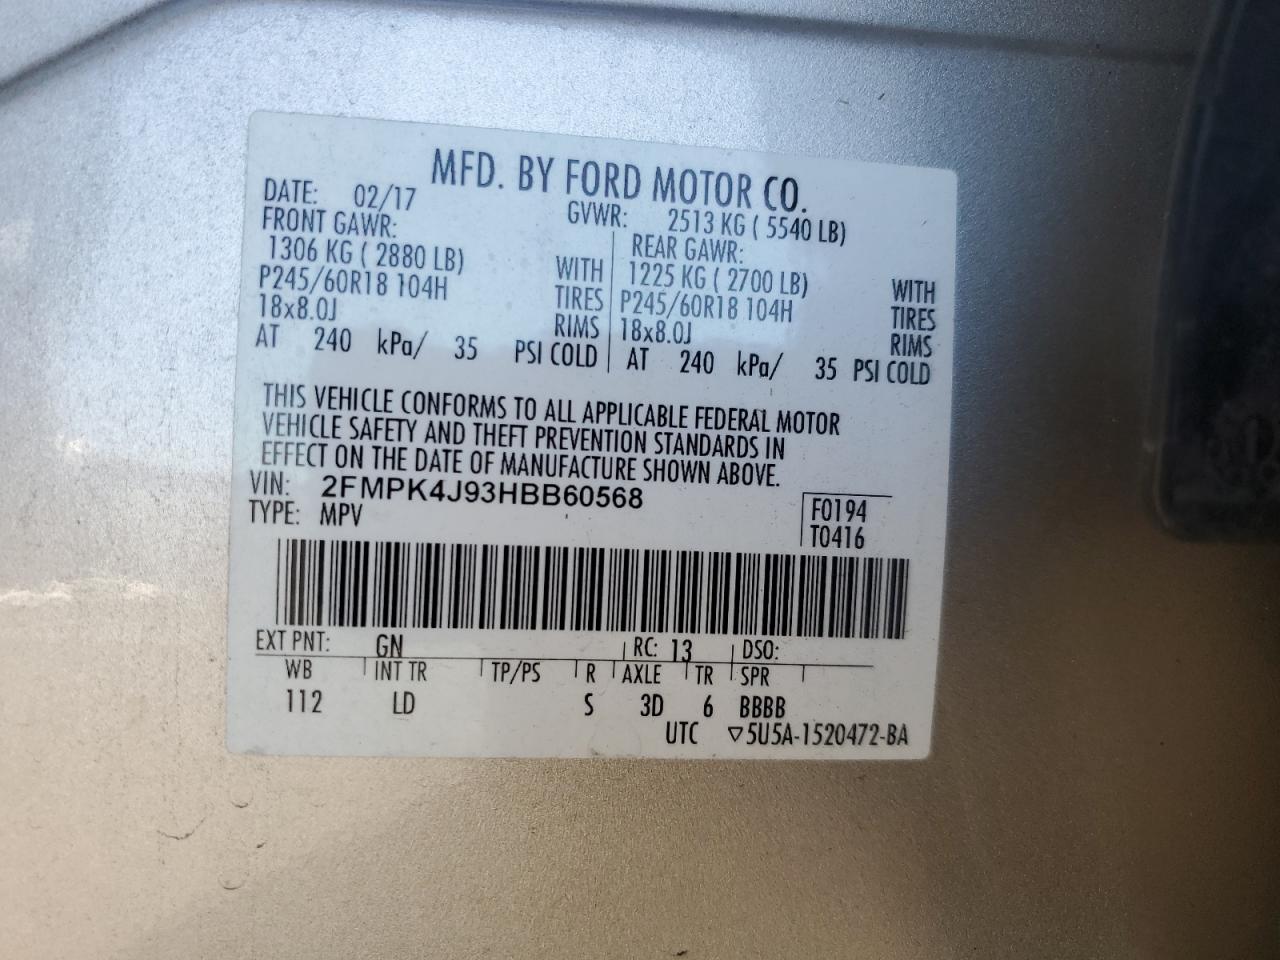 MFD. BY FORD MOTOR CO.
DATE: 02/17 GVWR: 2513 KG ( 5540 LB)
FRONT GAWR: REAR GAWR:
1306 KG ( 2880 LB) WITH 1225 KG ( 2700 LB) WITH
P245/60R18 104H TIRES P245/60R18 104H TIRES
18x8.0J RIMS 18x8.0J RIMS
AT 240 kPa/ 35 PSI COLD AT 240 kPa/ 35 PSI COLD
THIS VEHICLE CONFORMS TO ALL APPLICABLE FEDERAL MOTOR
VEHICLE SAFETY AND THEFT PREVENTION STANDARDS IN
EFFECT ON THE DATE OF MANUFACTURE SHOWN ABOVE.
VIN: 2FMPK4J93HBB60568
TYPE: MPV F0194
T0416
EXT PNT: GN RC: 13 DSO:
WB INT TR TP/PS R AXLE TR SPR
112 LD S 3D 6 BBBB
UTC ▽5U5A-1520472-BA